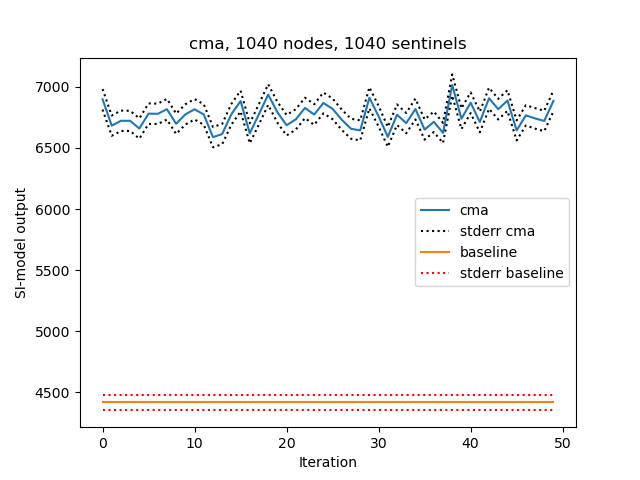 cma, 1040 nodes, 1040 sentinels
SI-model output
7000
6500
6000
5500
5000
4500
cma
stderr cma
baseline
stderr baseline
0 10 20 30 40 50
Iteration